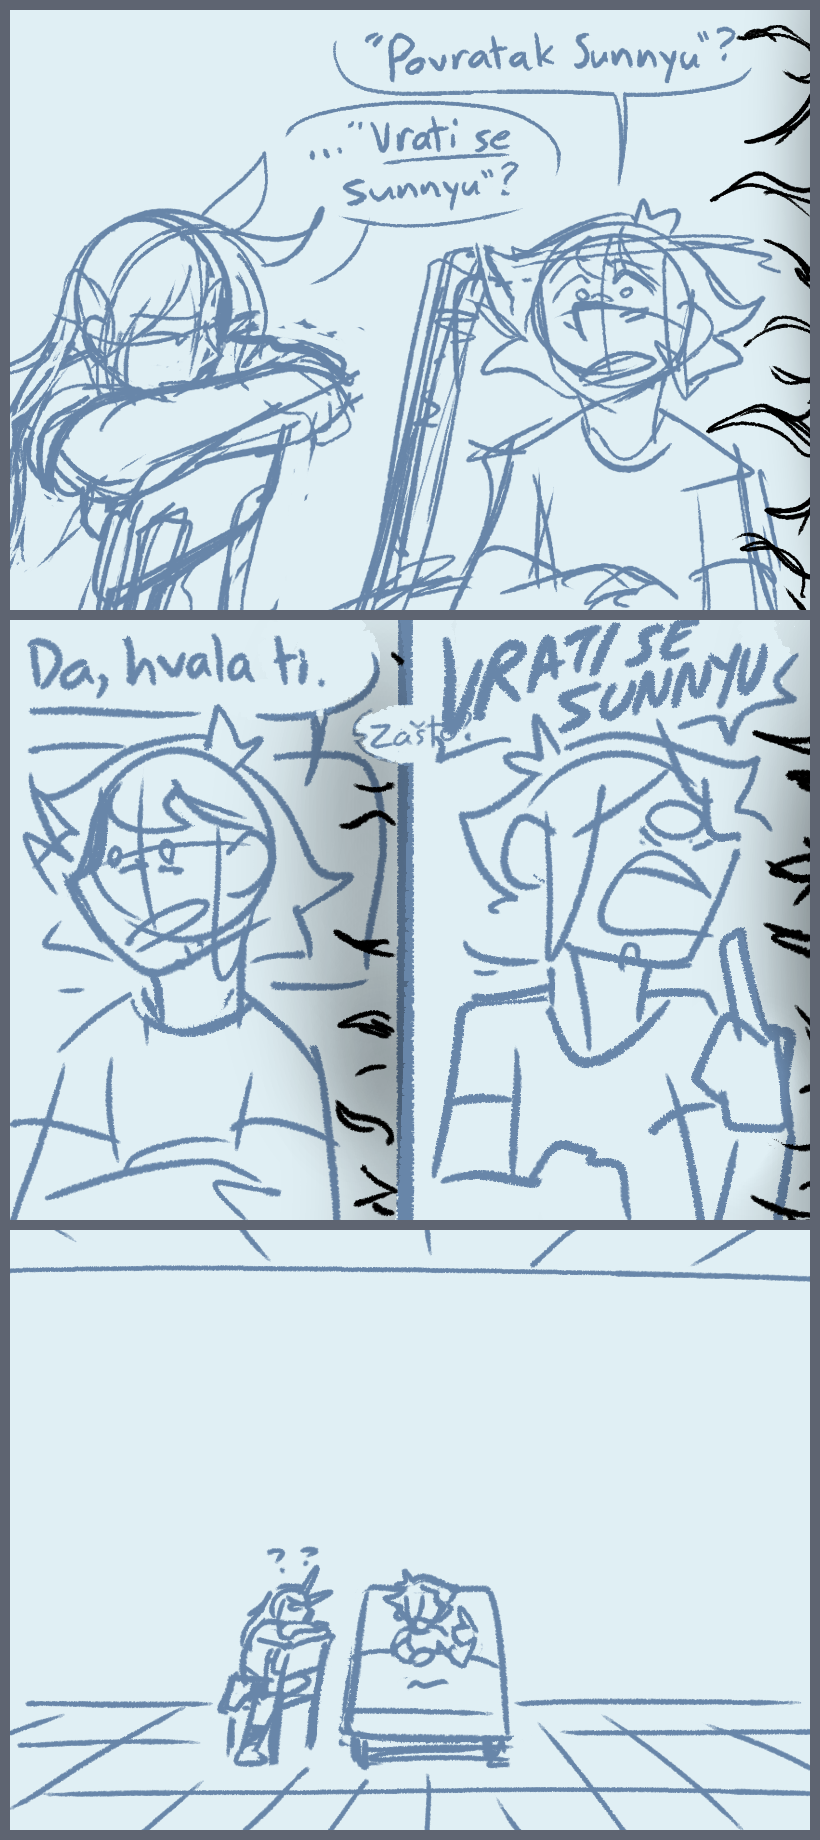 "Povratak Sunnyu"?
..."Vrati se
sunnyu"?
Da, hvala ti.
zašto?
VRATI SE
SUNNYU
? ?